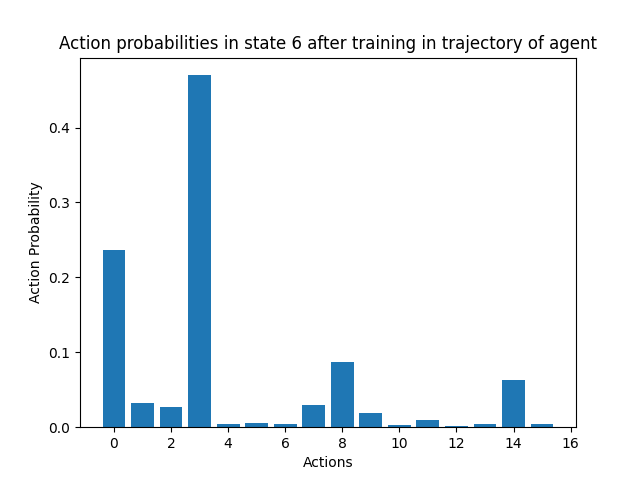 Action probabilities in state 6 after training in trajectory of agent
0.4
0.3
0.2
0.1
0.0
Action Probability
0 2 4 6 8 10 12 14 16
Actions